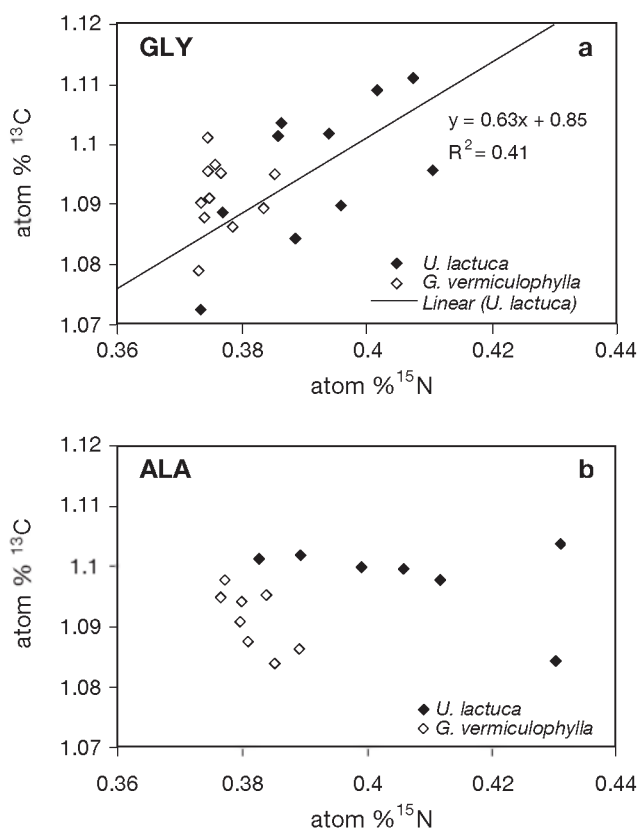 GLY
a
1.12
1.11
1.1
1.09
1.08
1.07
atom % 13C
y = 0.63x + 0.85
R2 = 0.41
U. lactuca
G. vermiculophylla
Linear (U. lactuca)
0.36 0.38 0.4 0.42 0.44
atom %15N
ALA
b
1.12
1.11
1.1
1.09
1.08
1.07
atom % 13C
U. lactuca
G. vermiculophylla
0.36 0.38 0.4 0.42 0.44
atom %15N